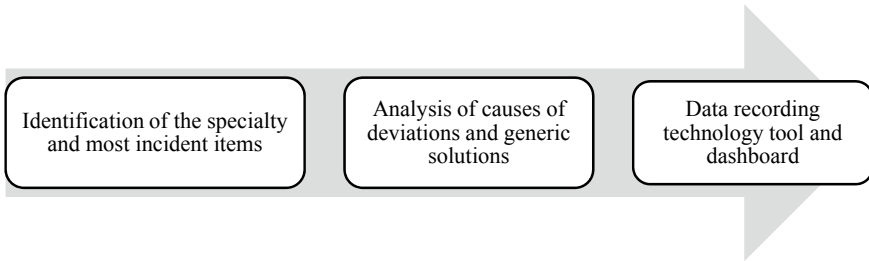 Identification of the specialty
and most incident items
Analysis of causes of
deviations and generic
solutions
Data recording
technology tool and
dashboard